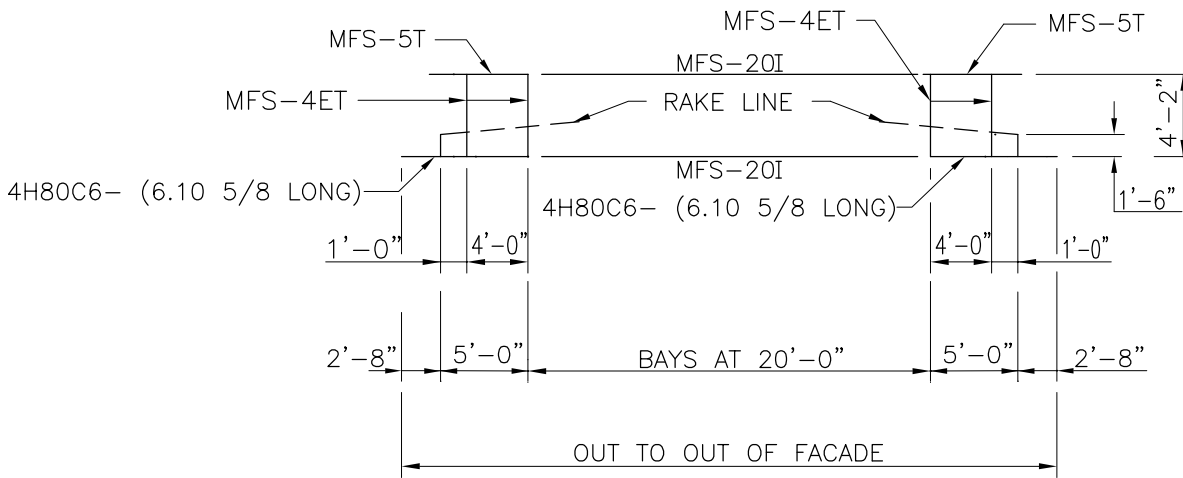 MFS-4ET
MFS-5T
MFS-5T
MFS-20I
MFS-4ET
RAKE LINE
4'-2"
MFS-20I
4H80C6- (6.10 5/8 LONG)
4H80C6- (6.10 5/8 LONG)
1'-6"
1'-0"
4'-0"
4'-0"
1'-0"
2'-8"
5'-0"
BAYS AT 20'-0"
5'-0"
2'-8"
OUT TO OUT OF FACADE